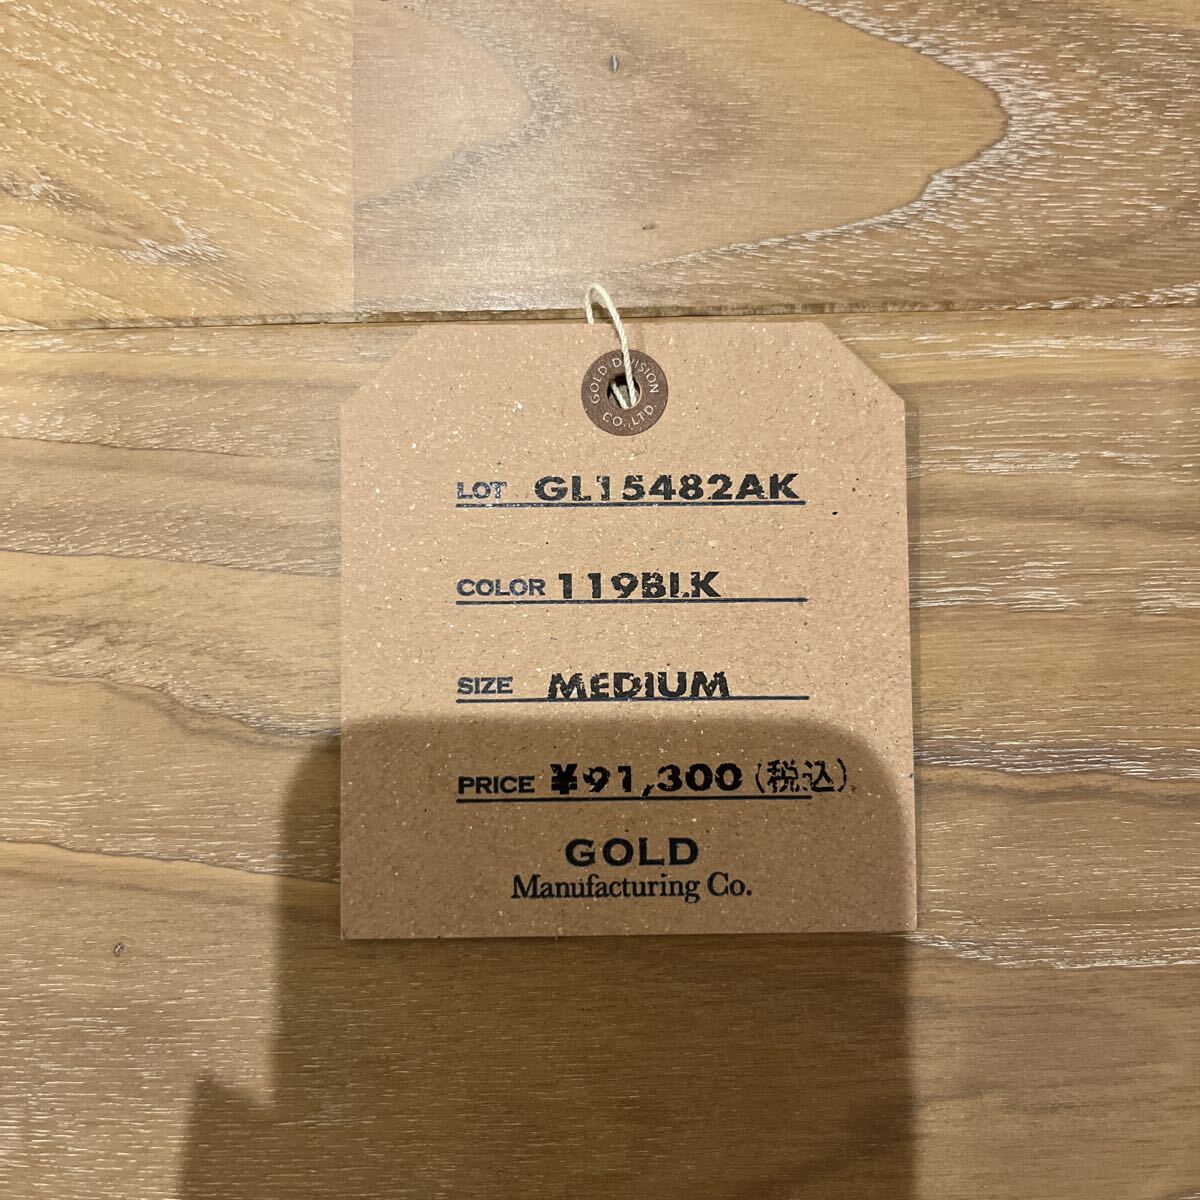 GOLD DIVISION
CO.,LTD.
LOT GL15482AK
COLOR 119BLK
SIZE MEDIUM
PRICE ¥91,300(税込)
GOLD
Manufacturing Co.